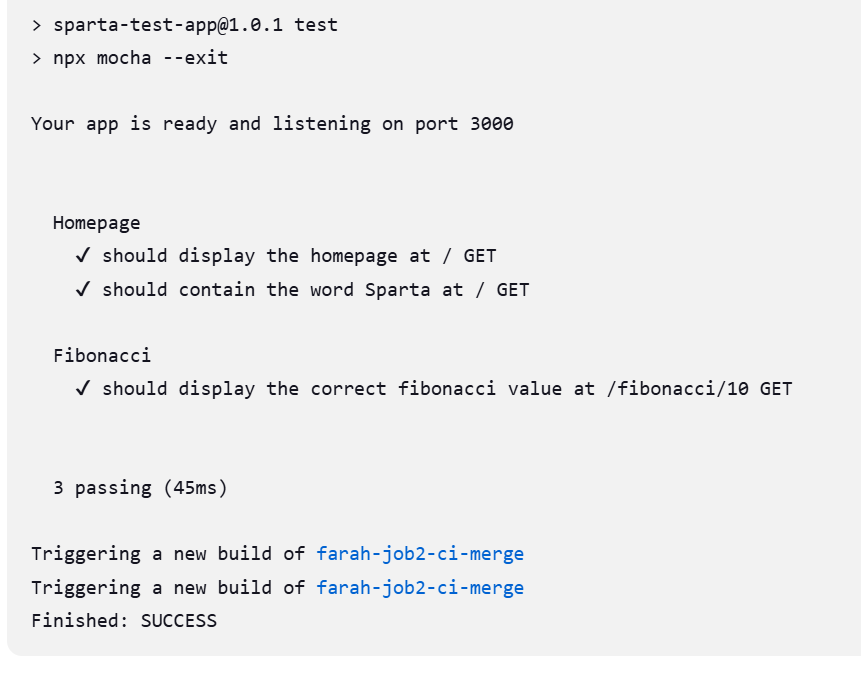 > sparta-test-app@1.0.1 test
> npx mocha --exit
Your app is ready and listening on port 3000
Homepage
✓ should display the homepage at / GET
✓ should contain the word Sparta at / GET
Fibonacci
✓ should display the correct fibonacci value at /fibonacci/10 GET
3 passing (45ms)
Triggering a new build of farah-job2-ci-merge
Triggering a new build of farah-job2-ci-merge
Finished: SUCCESS